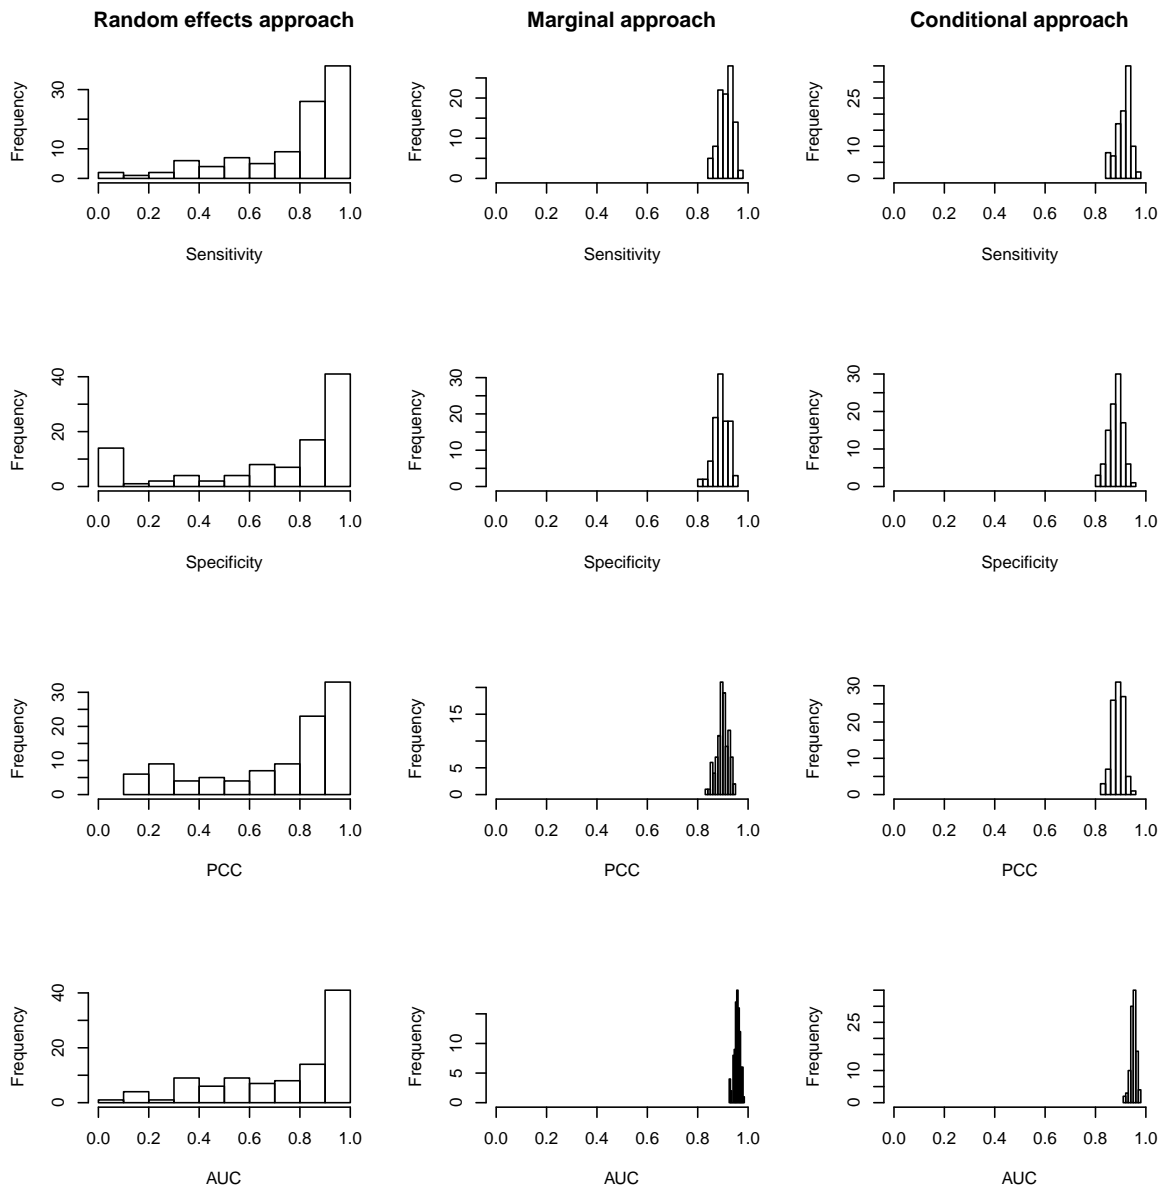 Random effects approach Marginal approach Conditional approach
Frequency 0 10 30 Frequency 0 10 20 Frequency 0 10 25
0.0 0.2 0.4 0.6 0.8 1.0 0.0 0.2 0.4 0.6 0.8 1.0 0.0 0.2 0.4 0.6 0.8 1.0
Sensitivity Sensitivity Sensitivity
Frequency 0 20 40 Frequency 0 10 20 30 Frequency 0 10 20 30
0.0 0.2 0.4 0.6 0.8 1.0 0.0 0.2 0.4 0.6 0.8 1.0 0.0 0.2 0.4 0.6 0.8 1.0
Specificity Specificity Specificity
Frequency 0 10 20 30 Frequency 0 5 15 Frequency 0 10 20 30
0.0 0.2 0.4 0.6 0.8 1.0 0.0 0.2 0.4 0.6 0.8 1.0 0.0 0.2 0.4 0.6 0.8 1.0
PCC PCC PCC
Frequency 0 20 40 Frequency 0 5 10 Frequency 0 10 25
0.0 0.2 0.4 0.6 0.8 1.0 0.0 0.2 0.4 0.6 0.8 1.0 0.0 0.2 0.4 0.6 0.8 1.0
AUC AUC AUC